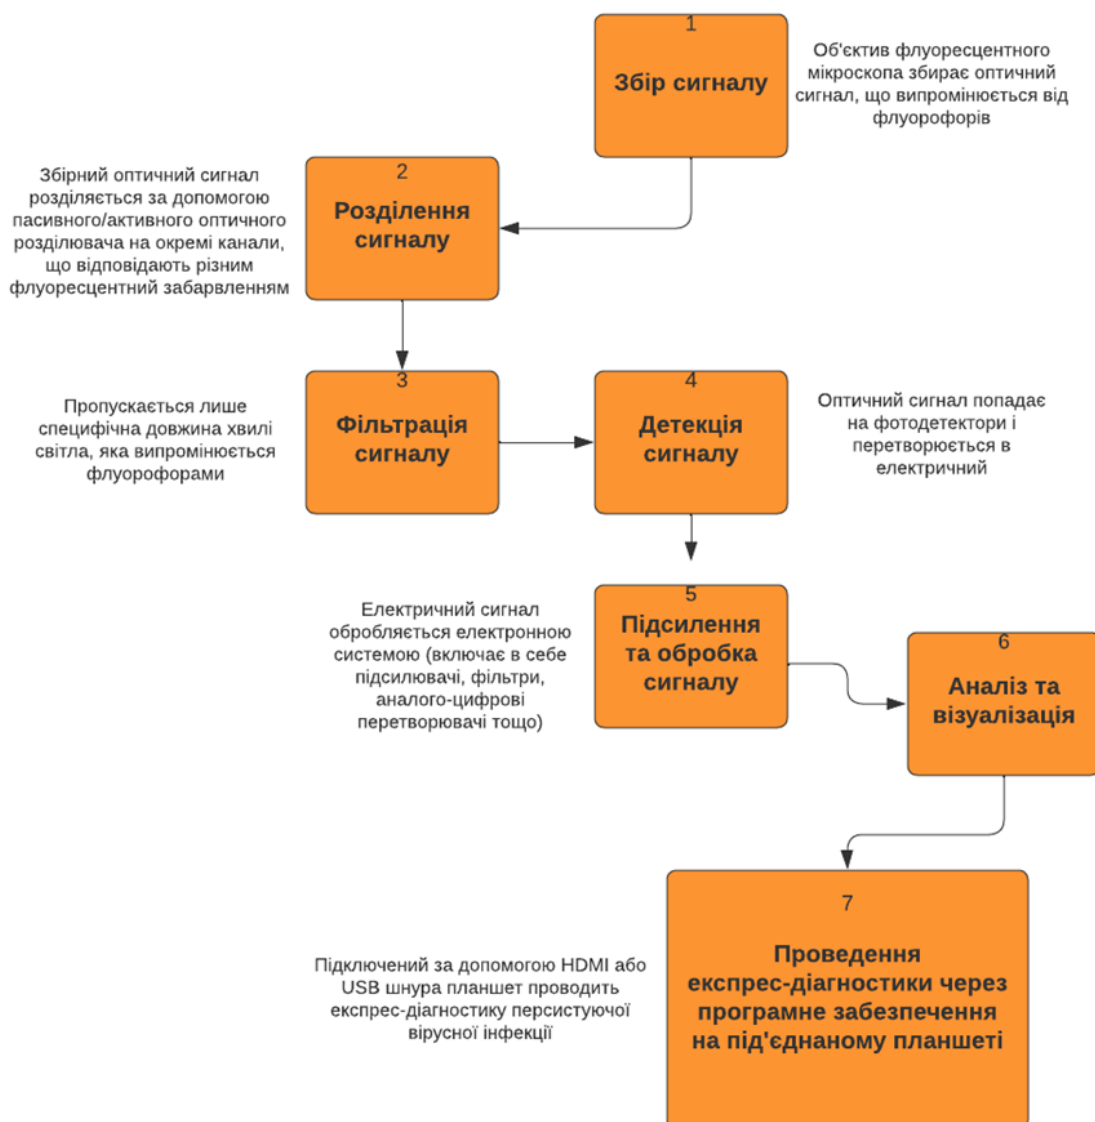 1
Збір сигналу
Об'єктив флуоресцентного
мікроскопа збирає оптичний
сигнал, що випромінюється від
флуорофорів
2
Розділення
сигналу
Збірний оптичний сигнал
розділяється за допомогою
пасивного/активного оптичного
розділювача на окремі канали,
що відповідають різним
флуоресцентний забарвленням
3
Фільтрація
сигналу
Пропускається лише
специфічна довжина хвилі
світла, яка випромінюється
флуорофорами
4
Детекція
сигналу
Оптичний сигнал попадає
на фотодетектори і
перетворюється в
електричний
5
Підсилення
та обробка
сигналу
Електричний сигнал
обробляється електронною
системою (включає в себе
підсилювачі, фільтри,
аналого-цифрові
перетворювачі тощо)
6
Аналіз та
візуалізація
7
Проведення
експрес-діагностики через
програмне забезпечення
на під'єднаному планшеті
Підключений за допомогою HDMI або
USB шнура планшет проводить
експрес-діагностику персистуючої
вірусної інфекції